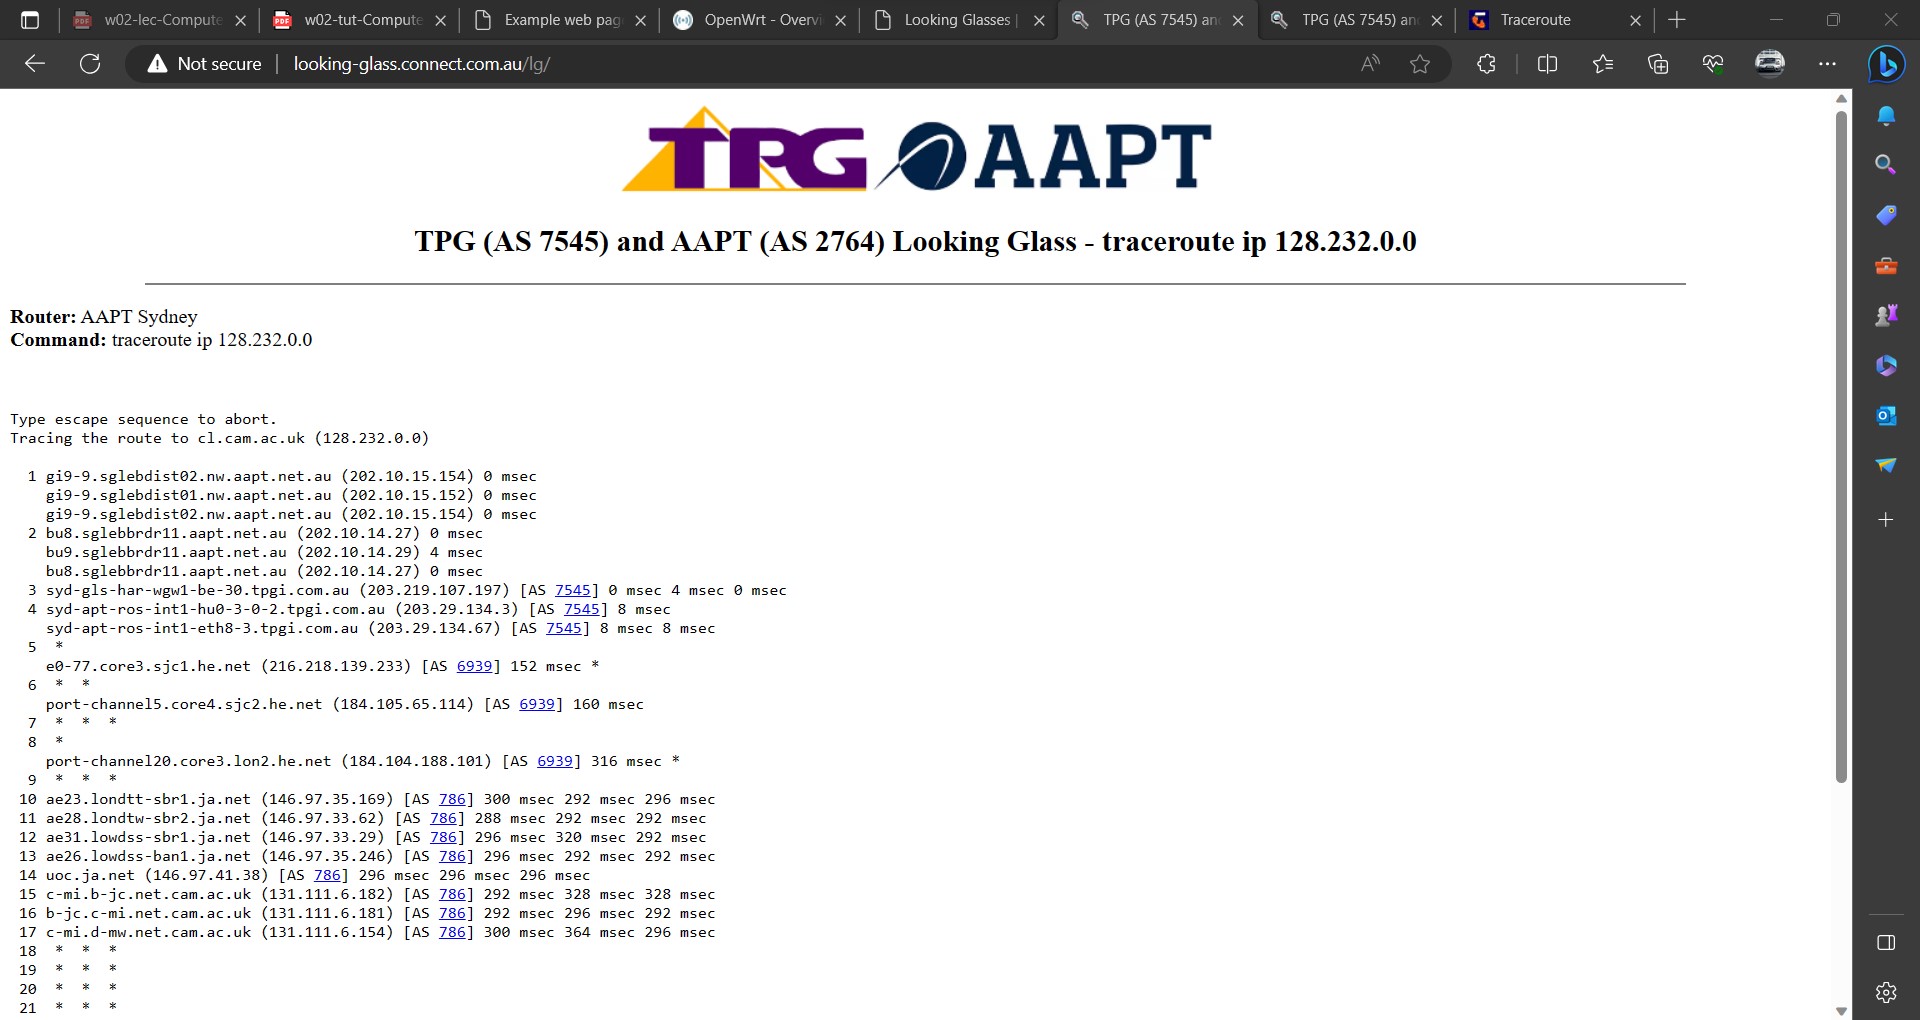 w02-lec-Compute
w02-tut-Compute
Example web pag
OpenWrt - Overvi
Looking Glasses |
TPG (AS 7545) an
TPG (AS 7545) an
Traceroute
Not secure
looking-glass.connect.com.au/lg/
TPG AAPT
TPG (AS 7545) and AAPT (AS 2764) Looking Glass - traceroute ip 128.232.0.0
Router: AAPT Sydney
Command: traceroute ip 128.232.0.0
Type escape sequence to abort.
Tracing the route to cl.cam.ac.uk (128.232.0.0)
1 gi9-9.sglebdist02.nw.aapt.net.au (202.10.15.154) 0 msec
gi9-9.sglebdist01.nw.aapt.net.au (202.10.15.152) 0 msec
gi9-9.sglebdist02.nw.aapt.net.au (202.10.15.154) 0 msec
2 bu8.sglebbrdr11.aapt.net.au (202.10.14.27) 0 msec
bu9.sglebbrdr11.aapt.net.au (202.10.14.29) 4 msec
bu8.sglebbrdr11.aapt.net.au (202.10.14.27) 0 msec
3 syd-gls-har-wgw1-be-30.tpgi.com.au (203.219.107.197) [AS 7545] 0 msec 4 msec 0 msec
4 syd-apt-ros-int1-hu0-3-0-2.tpgi.com.au (203.29.134.3) [AS 7545] 8 msec
syd-apt-ros-int1-eth8-3.tpgi.com.au (203.29.134.67) [AS 7545] 8 msec 8 msec
5 *
e0-77.core3.sjc1.he.net (216.218.139.233) [AS 6939] 152 msec *
6 * *
port-channel5.core4.sjc2.he.net (184.105.65.114) [AS 6939] 160 msec
7 * * *
8 *
port-channel20.core3.lon2.he.net (184.104.188.101) [AS 6939] 316 msec *
9 * * *
10 ae23.londtt-sbr1.ja.net (146.97.35.169) [AS 786] 300 msec 292 msec 296 msec
11 ae28.londtw-sbr2.ja.net (146.97.33.62) [AS 786] 288 msec 292 msec 292 msec
12 ae31.lowdss-sbr1.ja.net (146.97.33.29) [AS 786] 296 msec 320 msec 292 msec
13 ae26.lowdss-ban1.ja.net (146.97.35.246) [AS 786] 296 msec 292 msec 292 msec
14 uoc.ja.net (146.97.41.38) [AS 786] 296 msec 296 msec 296 msec
15 c-mi.b-jc.net.cam.ac.uk (131.111.6.182) [AS 786] 292 msec 328 msec 328 msec
16 b-jc.c-mi.net.cam.ac.uk (131.111.6.181) [AS 786] 292 msec 296 msec 292 msec
17 c-mi.d-mw.net.cam.ac.uk (131.111.6.154) [AS 786] 300 msec 364 msec 296 msec
18 * * *
19 * * *
20 * * *
21 * * *